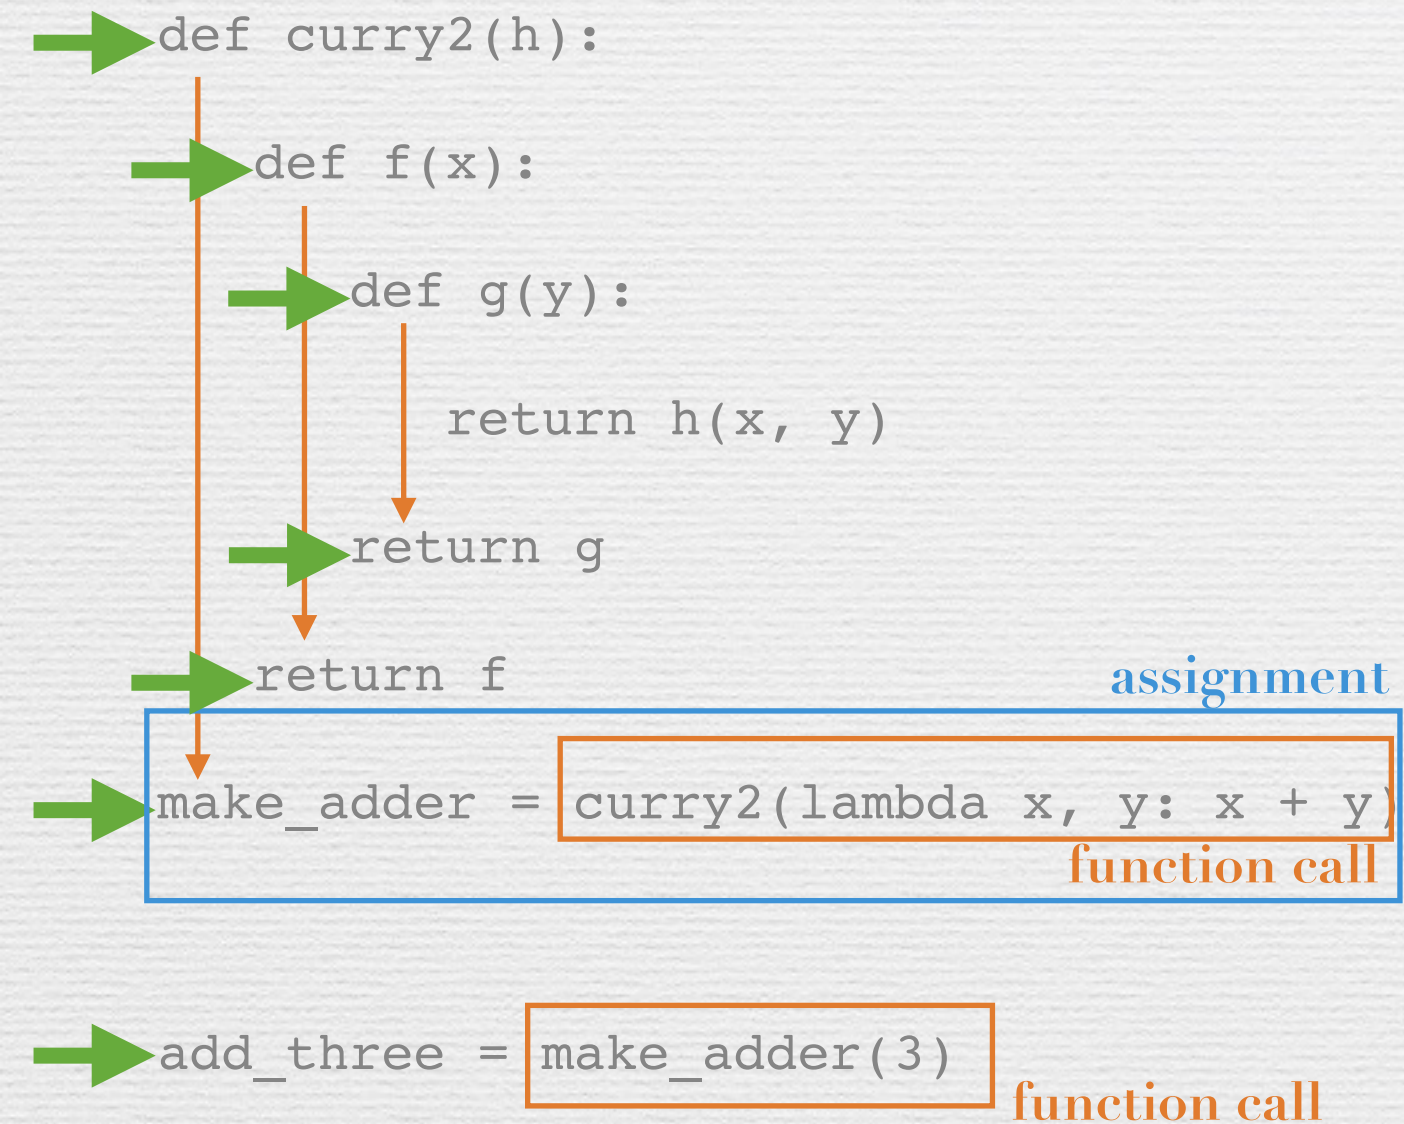 def curry2(h):
def f(x):
def g(y):
return h(x, y)
return g
return f
assignment
make_adder = curry2(lambda x, y: x + y)
function call
add_three = make_adder(3)
function call